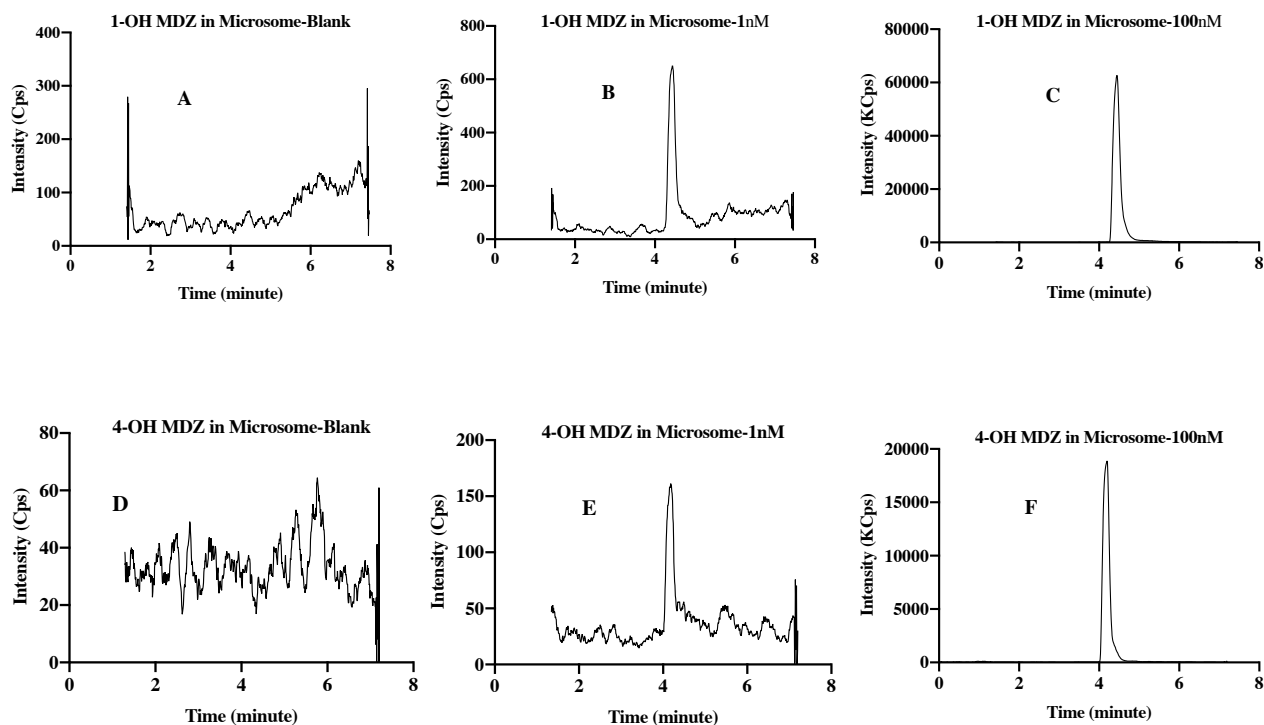 1-OH MDZ in Microsome-Blank
400
300
200
100
0
Intensity (Cps)
A
0 2 4 6 8
Time (minute)
1-OH MDZ in Microsome-1nM
800
600
400
200
0
Intensity (Cps)
B
0 2 4 6 8
Time (minute)
1-OH MDZ in Microsome-100nM
80000
60000
40000
20000
0
Intensity (KCps)
C
0 2 4 6 8
Time (minute)
4-OH MDZ in Microsome-Blank
80
60
40
20
0
Intensity (Cps)
D
0 2 4 6 8
Time (minute)
4-OH MDZ in Microsome-1nM
200
150
100
50
0
Intensity (Cps)
E
0 2 4 6 8
Time (minute)
4-OH MDZ in Microsome-100nM
20000
15000
10000
5000
0
Intensity (KCps)
F
0 2 4 6 8
Time (minute)